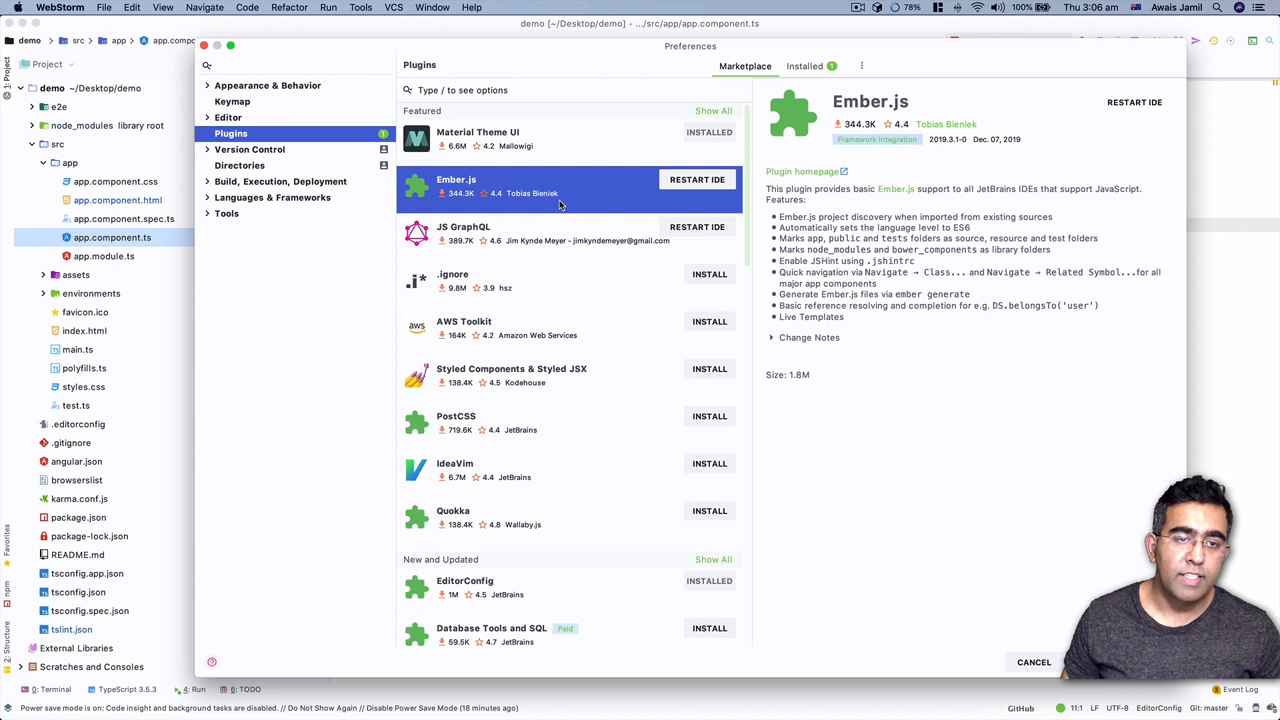 WebStorm File Edit View Navigate Code Refactor Run Tools VCS Window Help 78% 100% Thu 3:06 am Awais Jamil
demo [~/Desktop/demo] - .../src/app/app.component.ts
demo src app app.compo
Preferences
1: Project
Project
demo ~/Desktop/demo
e2e
node_modules library root
src
app
app.component.css
app.component.html
app.component.spec.ts
app.component.ts
app.module.ts
assets
environments
favicon.ico
index.html
main.ts
polyfills.ts
styles.css
test.ts
.editorconfig
.gitignore
angular.json
browserslist
karma.conf.js
package.json
package-lock.json
README.md
tsconfig.app.json
tsconfig.json
tsconfig.spec.json
tslint.json
External Libraries
Scratches and Consoles
Favorites
npm
2: Structure
Appearance & Behavior
Keymap
Editor
Plugins 1
Version Control
Directories
Build, Execution, Deployment
Languages & Frameworks
Tools
Plugins
Marketplace Installed 1
Type / to see options
Featured Show All
Material Theme UI INSTALLED
6.6M 4.2 Mallowigi
Ember.js RESTART IDE
344.3K 4.4 Tobias Bieniek
JS GraphQL RESTART IDE
389.7K 4.6 Jim Kynde Meyer - jimkyndemeyer@gmail.com
.ignore INSTALL
9.8M 3.9 hsz
aws
AWS Toolkit INSTALL
164K 4.2 Amazon Web Services
Styled Components & Styled JSX INSTALL
138.4K 4.5 Kodehouse
PostCSS INSTALL
719.6K 4.4 JetBrains
IdeaVim INSTALL
6.7M 4.4 JetBrains
Quokka INSTALL
138.4K 4.8 Wallaby.js
New and Updated Show All
EditorConfig INSTALLED
1M 4.5 JetBrains
Database Tools and SQL Paid INSTALL
59.5K 4.7 JetBrains
Ember.js RESTART IDE
344.3K 4.4 Tobias Bieniek
Framework integration 2019.3.1-0 Dec. 07, 2019
Plugin homepage
This plugin provides basic Ember.js support to all JetBrains IDEs that support JavaScript.
Features:
• Ember.js project discovery when imported from existing sources
• Automatically sets the language level to ES6
• Marks app, public and tests folders as source, resource and test folders
• Marks node_modules and bower_components as library folders
• Enable JSHint using .jshintrc
• Quick navigation via Navigate → Class... and Navigate → Related Symbol...for all
major app components
• Generate Ember.js files via ember generate
• Basic reference resolving and completion for e.g. DS.belongsTo('user')
• Live Templates
Change Notes
Size: 1.8M
CANCEL
0: Terminal TypeScript 3.5.3 4: Run 6: TODO 3 Event Log
Power save mode is on: Code insight and background tasks are disabled. // Do Not Show Again // Disable Power Save Mode (18 minutes ago) GitHub 11:1 LF UTF-8 EditorConfig Git: master